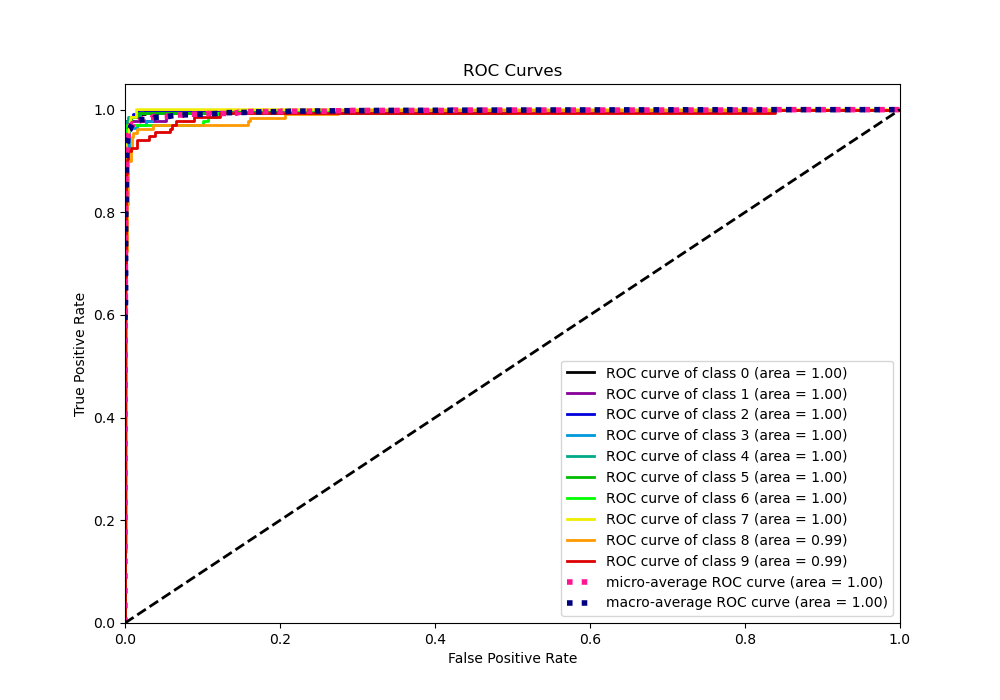 ROC Curves
True Positive Rate
1.0
0.8
0.6
0.4
0.2
0.0
ROC curve of class 0 (area = 1.00)
ROC curve of class 1 (area = 1.00)
ROC curve of class 2 (area = 1.00)
ROC curve of class 3 (area = 1.00)
ROC curve of class 4 (area = 1.00)
ROC curve of class 5 (area = 1.00)
ROC curve of class 6 (area = 1.00)
ROC curve of class 7 (area = 1.00)
ROC curve of class 8 (area = 0.99)
ROC curve of class 9 (area = 0.99)
micro-average ROC curve (area = 1.00)
macro-average ROC curve (area = 1.00)
0.0 0.2 0.4 0.6 0.8 1.0
False Positive Rate